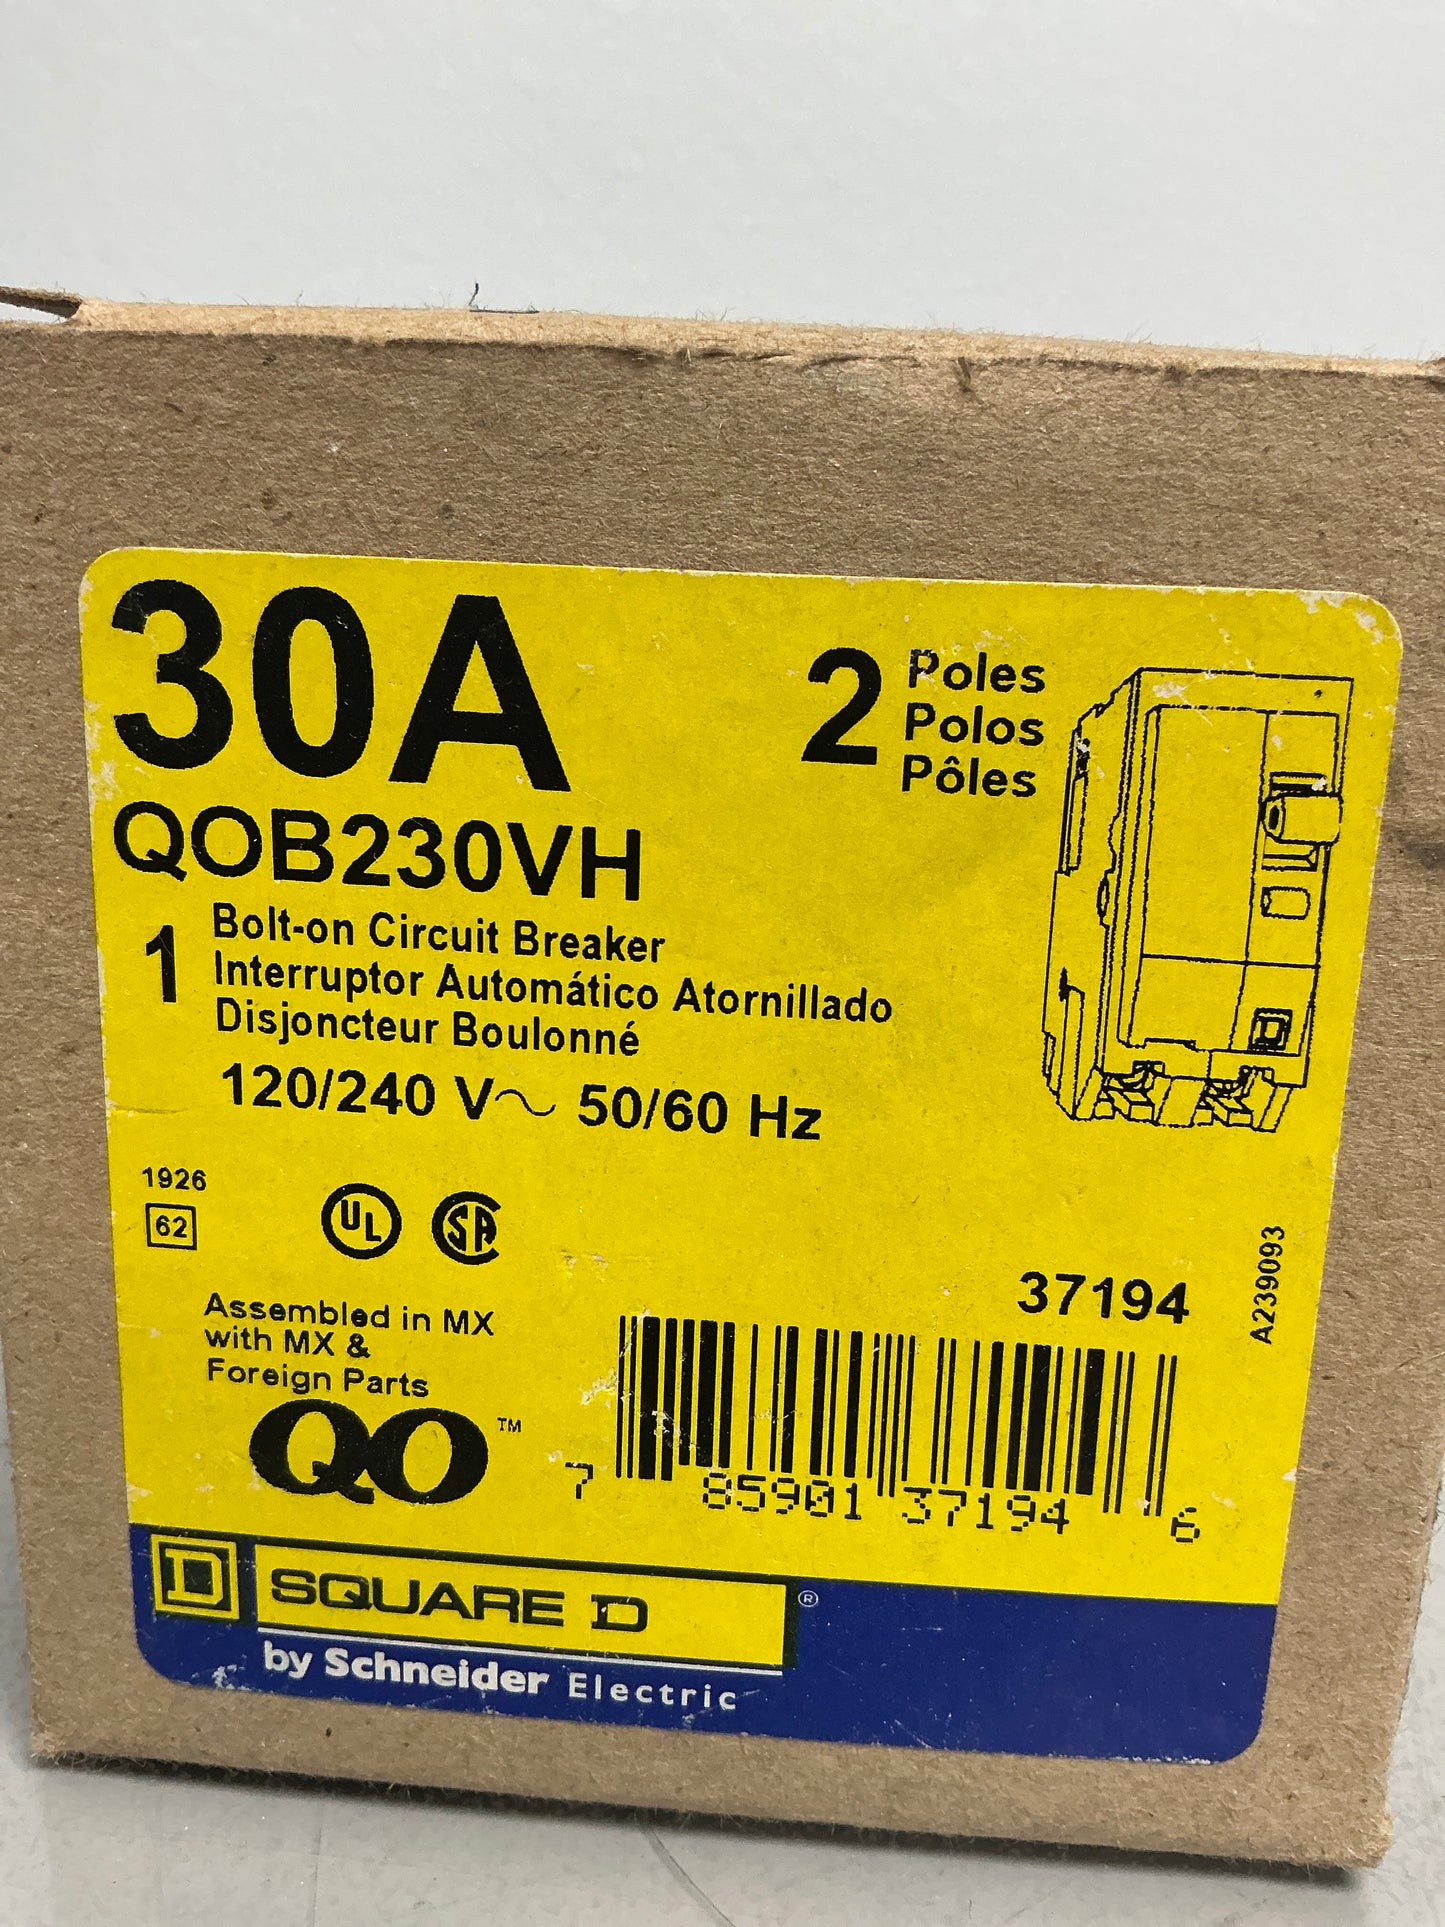 30A
2 Poles
Polos
Pôles
QOB230VH
1 Bolt-on Circuit Breaker
Interruptor Automático Atornillado
Disjoncteur Boulonné
120/240 V~ 50/60 Hz
1926
62
UL
SA
37194
A239093
Assembled in MX
with MX &
Foreign Parts
QO™
7 85901 37194 6
D SQUARE D®
by Schneider Electric